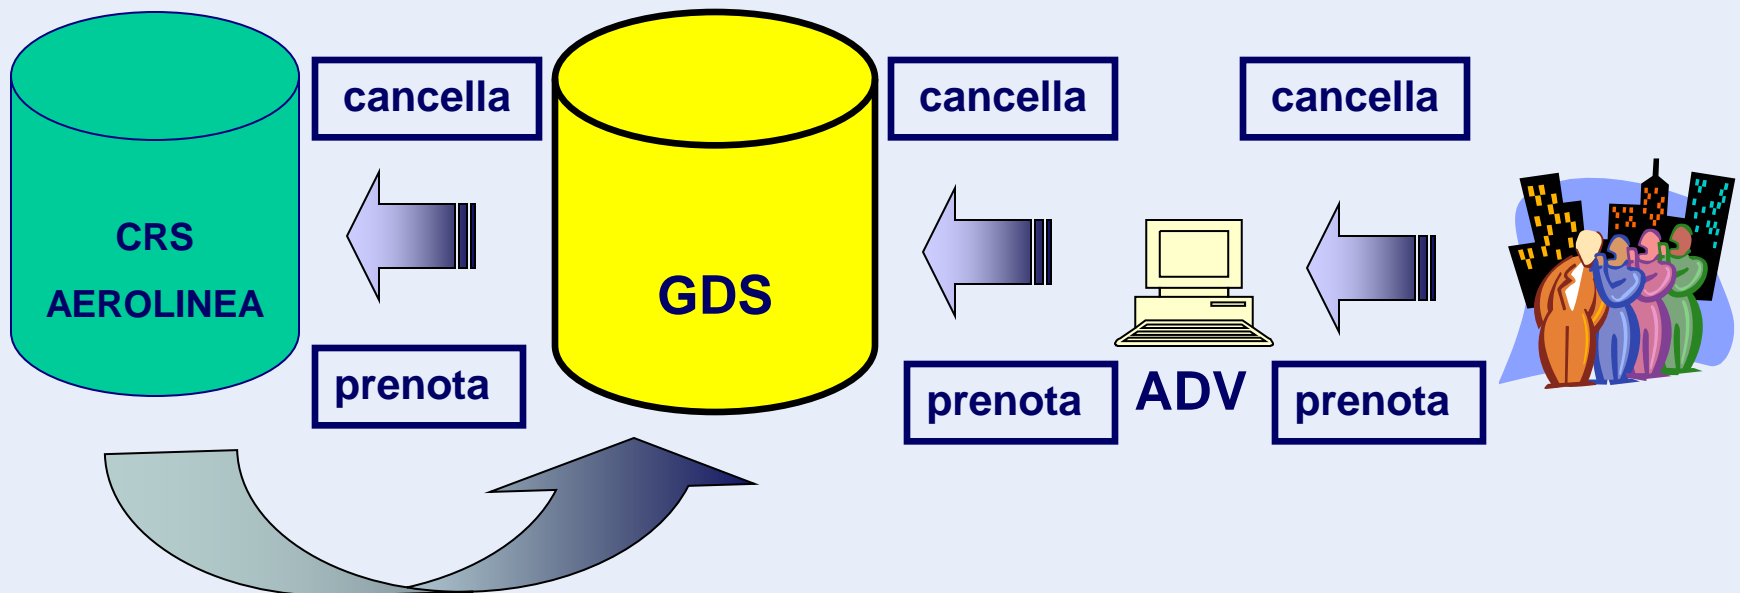 cancella
cancella
cancella
CRS
AEROLINEA
GDS
prenota
prenota
ADV
prenota